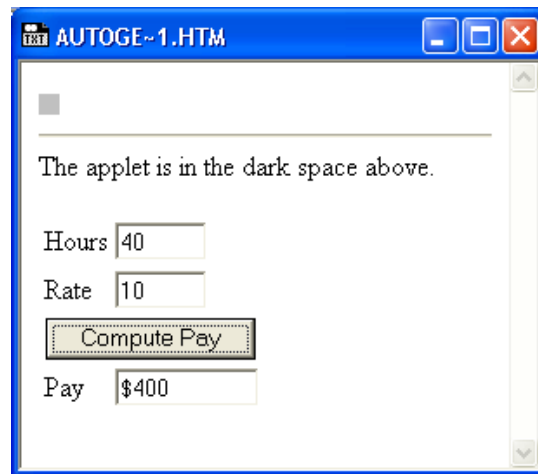 TXT AUTOGE~1.HTM
The applet is in the dark space above.
Hours 40
Rate 10
Compute Pay
Pay $400